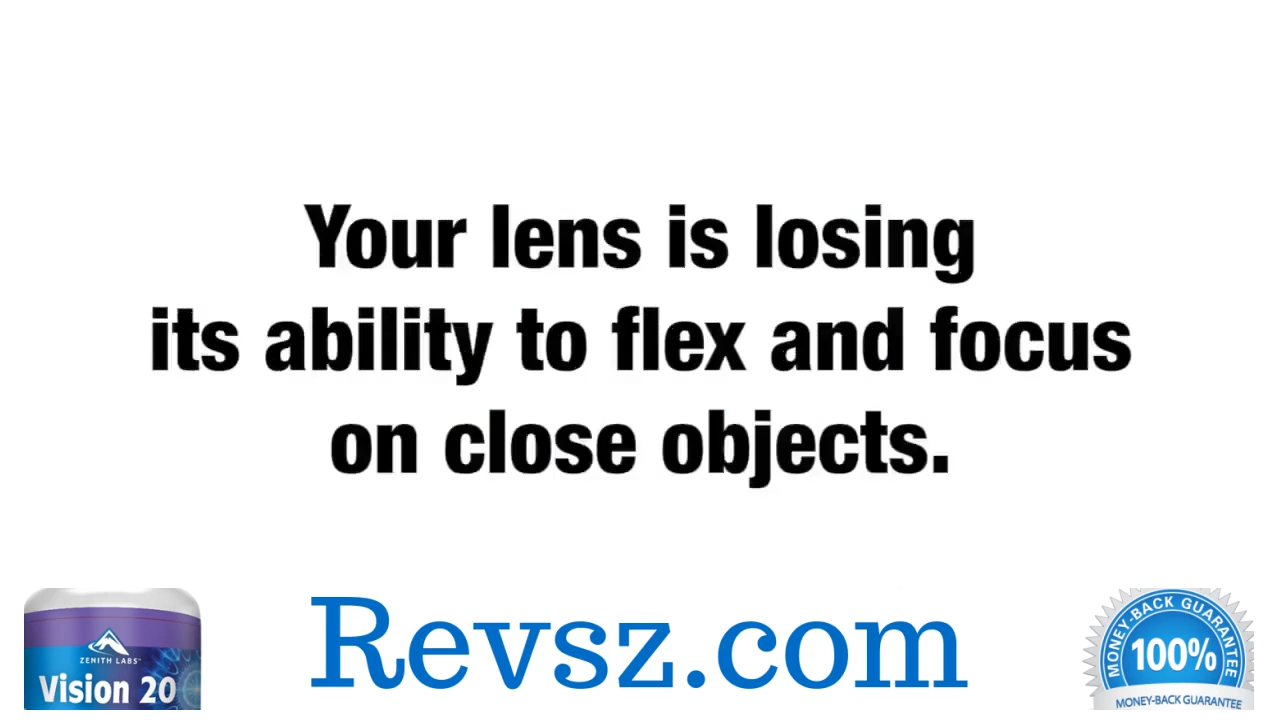 Your lens is losing
its ability to flex and focus
on close objects.
ZENITH LABS™
Vision 20
Revsz.com
MONEY-BACK GUARANTEE
100%
MONEY-BACK GUARANTEE